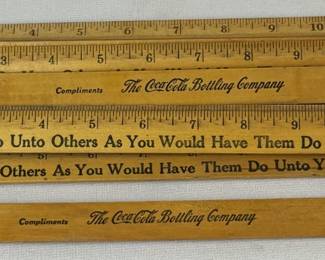 4 5 6 7 8 9 10
3 4 5 6 7 8 9
Compliments The Coca-Cola Bottling Company
4 5 6 7 8 9
Unto Others As You Would Have Them Do
Others As You Would Have Them Do Unto Y
Compliments The Coca-Cola Bottling Company